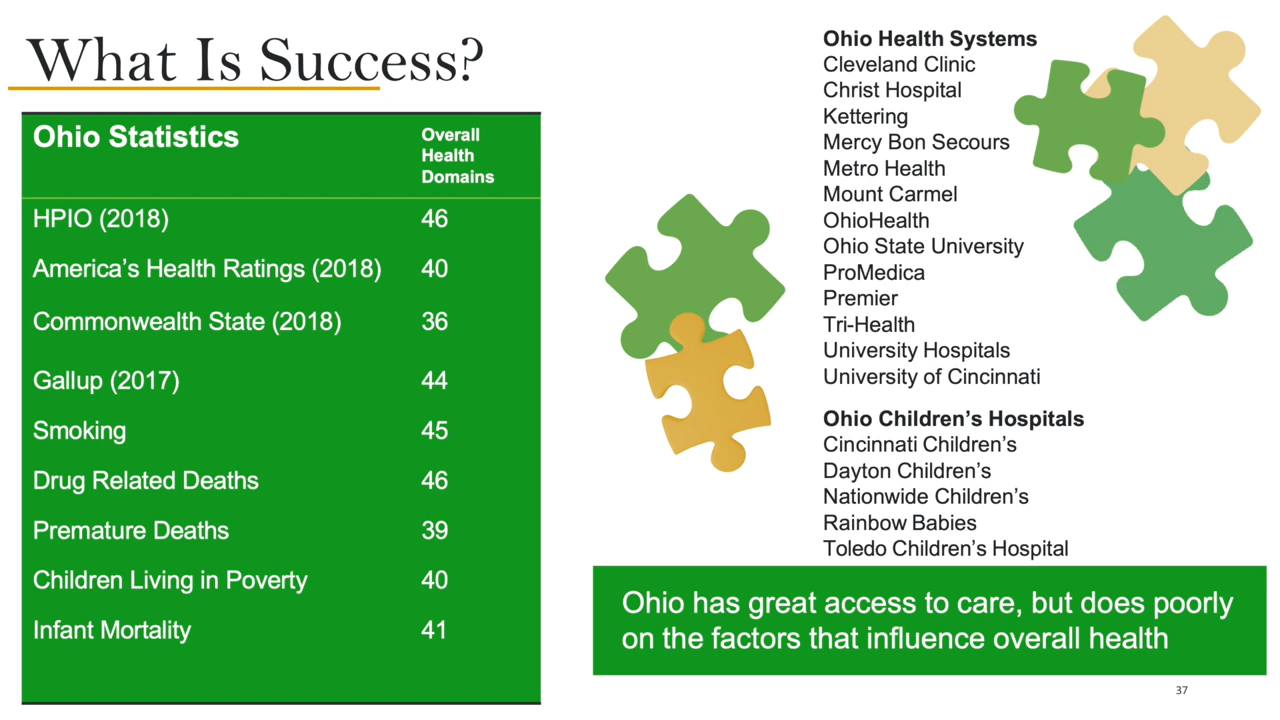 What Is Success?
Ohio Statistics
Overall
Health
Domains
HPIO (2018) 46
America’s Health Ratings (2018) 40
Commonwealth State (2018) 36
Gallup (2017) 44
Smoking 45
Drug Related Deaths 46
Premature Deaths 39
Children Living in Poverty 40
Infant Mortality 41
Ohio Health Systems
Cleveland Clinic
Christ Hospital
Kettering
Mercy Bon Secours
Metro Health
Mount Carmel
OhioHealth
Ohio State University
ProMedica
Premier
Tri-Health
University Hospitals
University of Cincinnati
Ohio Children’s Hospitals
Cincinnati Children’s
Dayton Children’s
Nationwide Children’s
Rainbow Babies
Toledo Children’s Hospital
Ohio has great access to care, but does poorly
on the factors that influence overall health
37